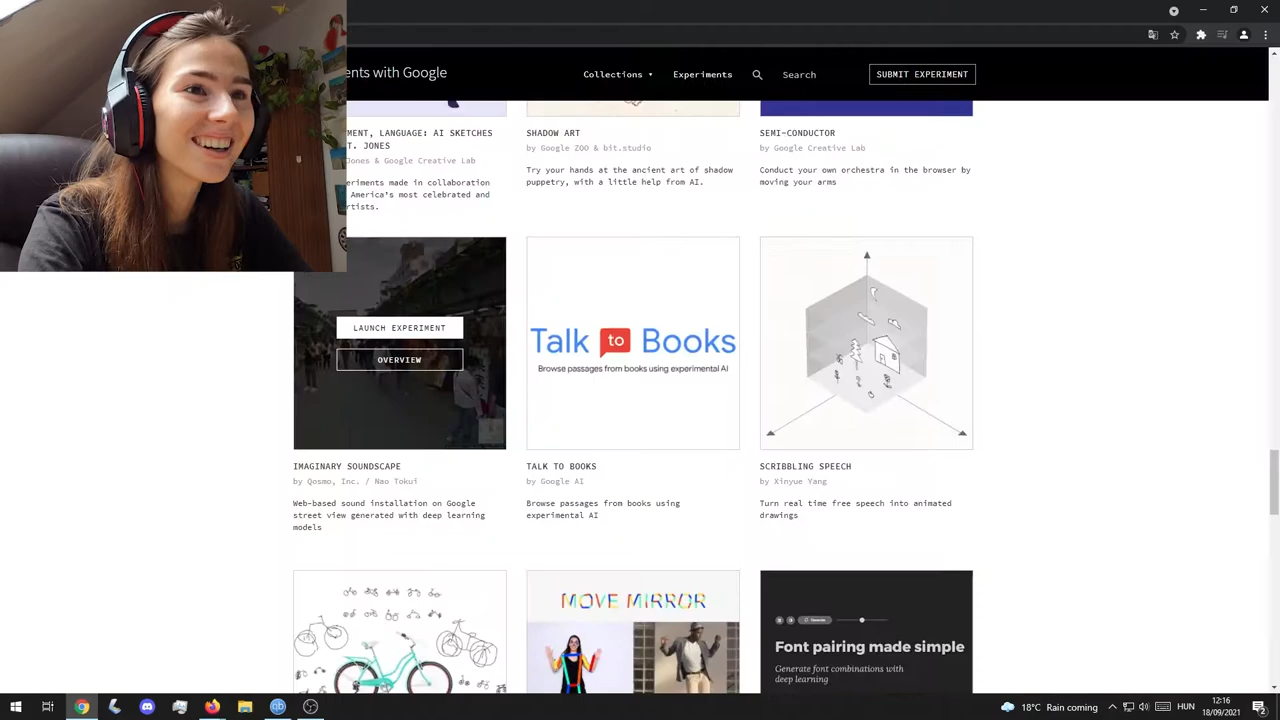 ents with Google
Collections ▾
Experiments
Search
SUBMIT EXPERIMENT
MENT, LANGUAGE: AI SKETCHES
T. JONES
Jones & Google Creative Lab
periments made in collaboration
America's most celebrated and
rtists.
SHADOW ART
by Google ZOO & bit.studio
Try your hands at the ancient art of shadow
puppetry, with a little help from AI.
SEMI-CONDUCTOR
by Google Creative Lab
Conduct your own orchestra in the browser by
moving your arms
LAUNCH EXPERIMENT
OVERVIEW
IMAGINARY SOUNDSCAPE
by Qosmo, Inc. / Nao Tokui
Web-based sound installation on Google
street view generated with deep learning
models
Talk to Books
Browse passages from books using experimental AI
TALK TO BOOKS
by Google AI
Browse passages from books using
experimental AI
SCRIBBLING SPEECH
by Xinyue Yang
Turn real time free speech into animated
drawings
MOVE MIRROR
Generate
Font pairing made simple
Generate font combinations with
deep learning
18°C Rain coming
HUN
12:16
18/09/2021